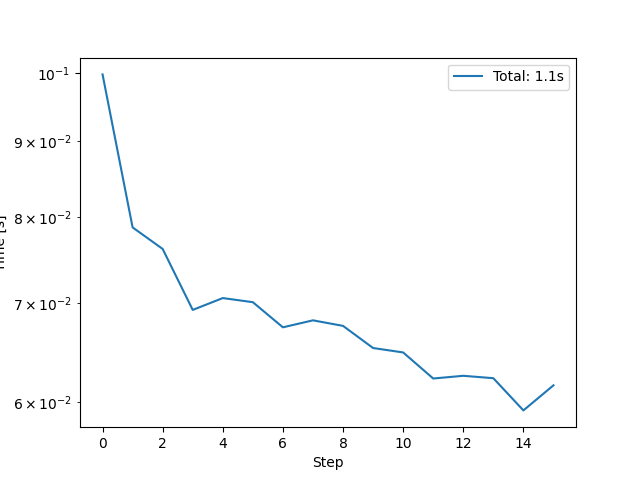 Total: 1.1s
10⁻¹
9 × 10⁻²
8 × 10⁻²
7 × 10⁻²
6 × 10⁻²
[s]
0 2 4 6 8 10 12 14
Step